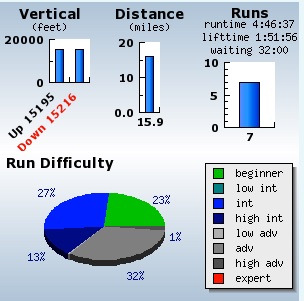 Vertical
(feet)
20000
0
Up 15195
Down 15216
Distance
(miles)
20
10
0.0
15.9
Runs
runtime 4:46:37
lifttime 1:51:56
waiting 32:00
10
5
0
7
Run Difficulty
27%
23%
1%
13%
32%
beginner
low int
int
high int
low adv
adv
high adv
expert